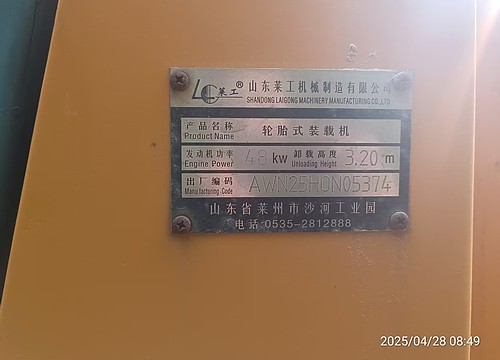 LG 莱工® 山东莱工机械制造有限公司
SHANDONG LAIGONG MACHINERY MANUFACTURING CO.,LTD
产品名称 轮胎式装载机
Product Name
发动机功率 48 kw 卸载高度 3.20 m
Engine Power Unloading Height
出厂编码 AWN25HON05374
Manufacturing Code
山东省莱州市沙河工业园
电话:0535-2812888
2025/04/28 08:49